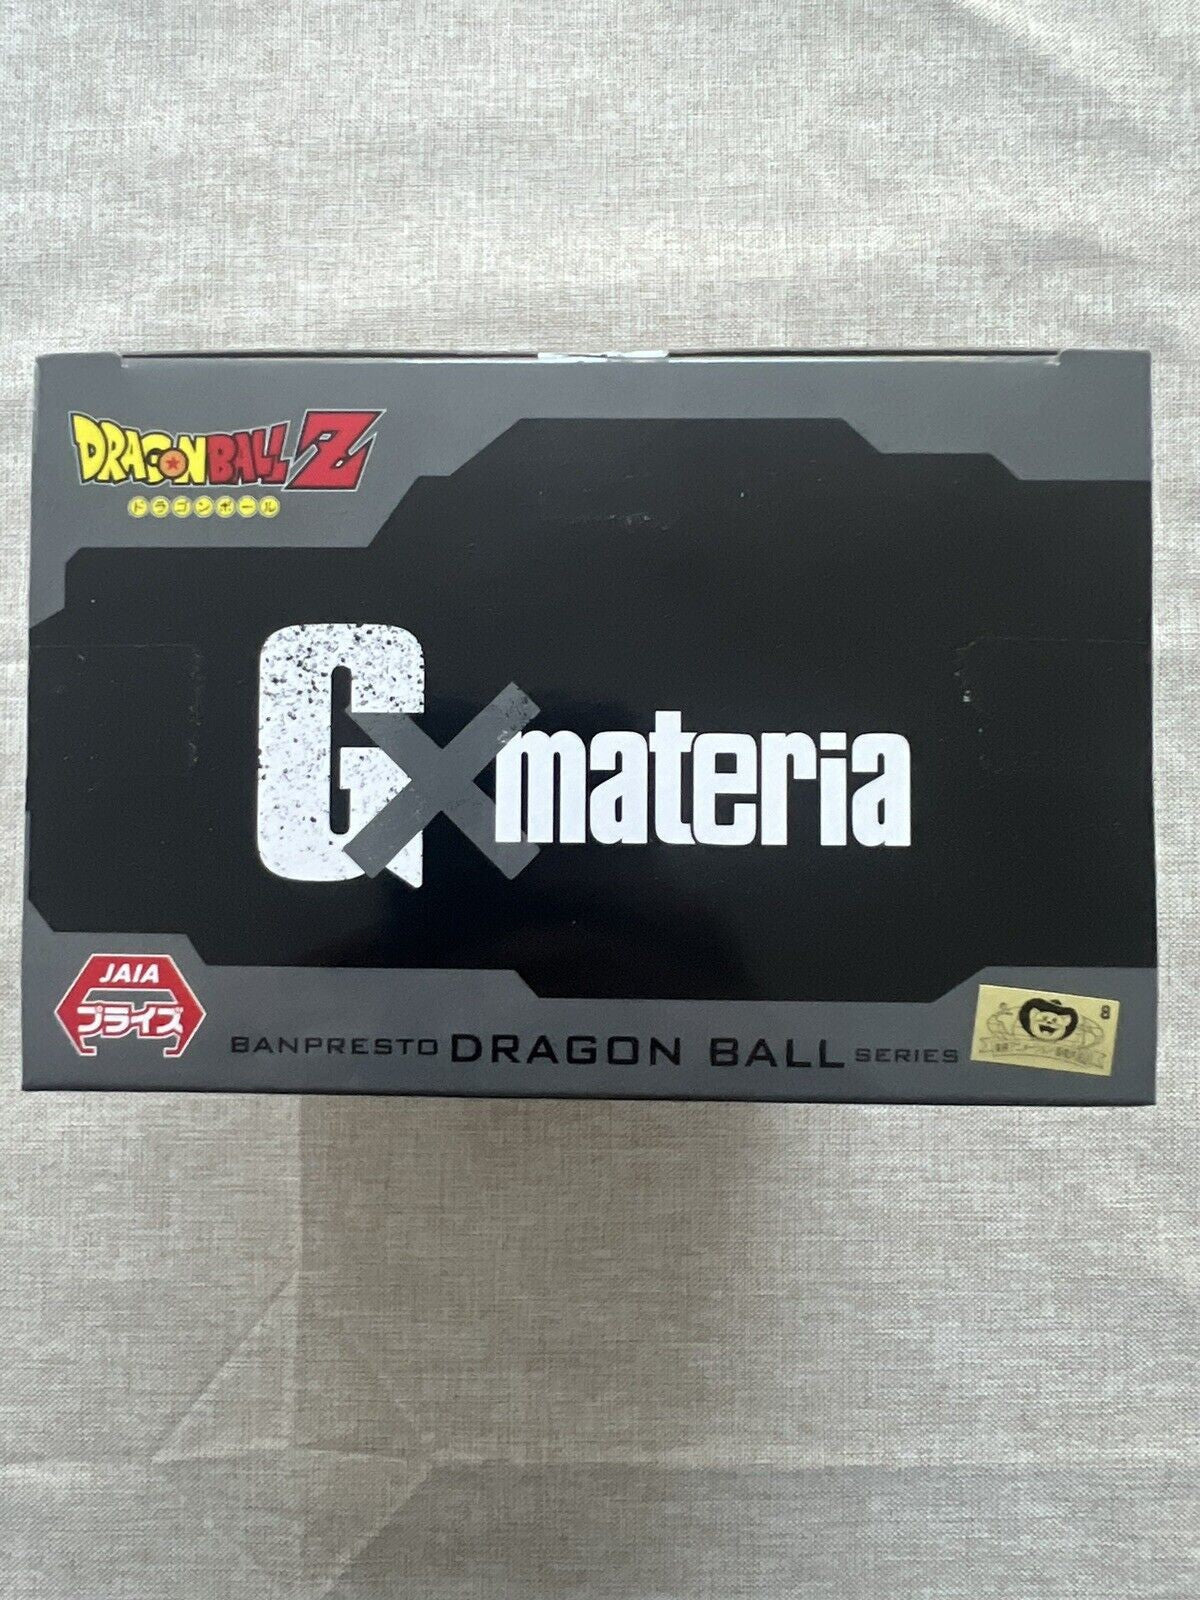 DRAGON BALL Z
ドラゴンボール
G×materia
JAIA
プライズ
BANPRESTO DRAGON BALL SERIES
8